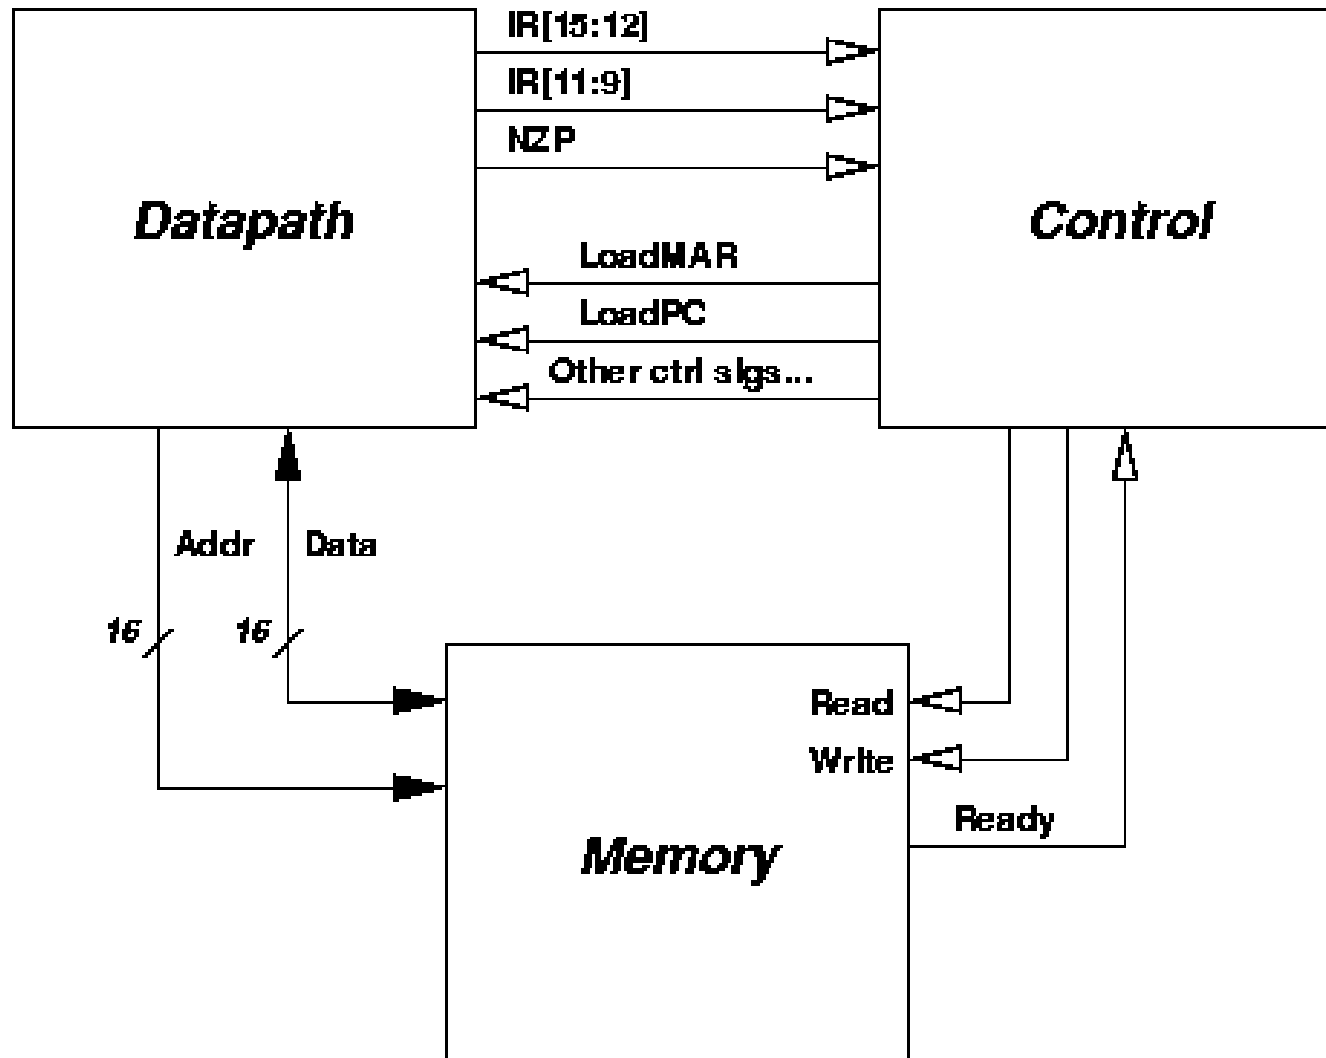 IR[15:12]
IR[11:9]
NZP
Datapath
Control
LoadMAR
LoadPC
Other ctrl sigs...
Addr
Data
16
16
Read
Write
Ready
Memory